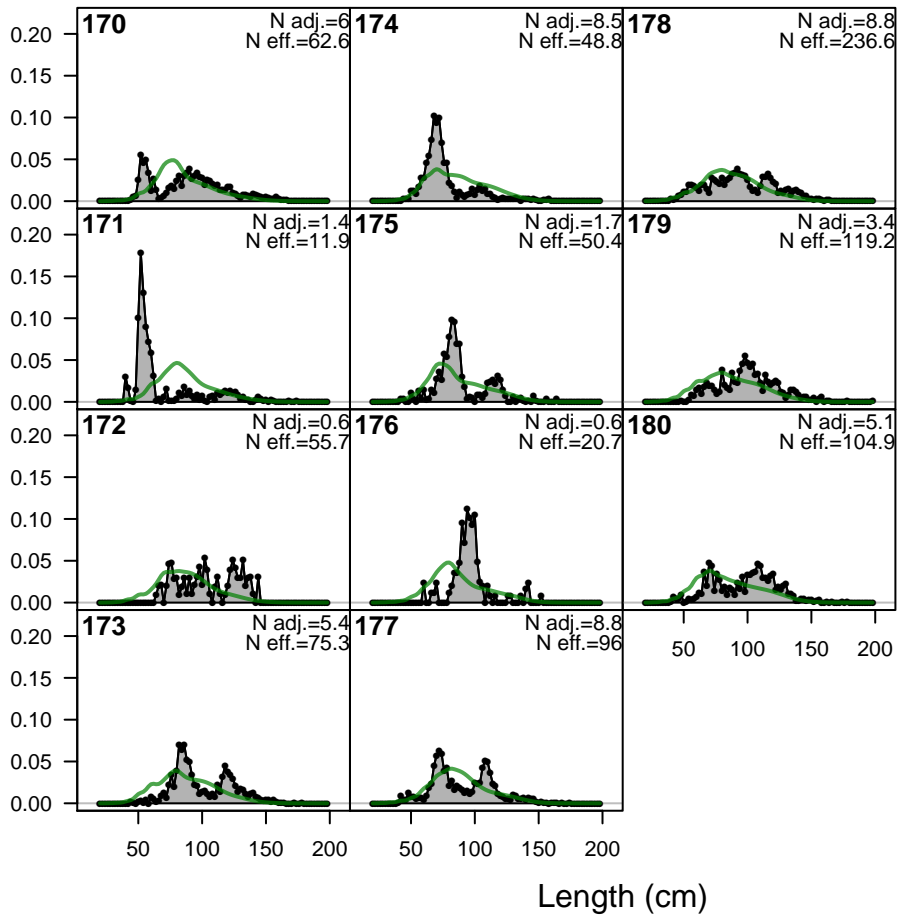 170 N adj.=6
N eff.=62.6
174 N adj.=8.5
N eff.=48.8
178 N adj.=8.8
N eff.=236.6
0.20
0.15
0.10
0.05
0.00
171 N adj.=1.4
N eff.=11.9
175 N adj.=1.7
N eff.=50.4
179 N adj.=3.4
N eff.=119.2
0.20
0.15
0.10
0.05
0.00
172 N adj.=0.6
N eff.=55.7
176 N adj.=0.6
N eff.=20.7
180 N adj.=5.1
N eff.=104.9
0.20
0.15
0.10
0.05
0.00
50 100 150 200
173 N adj.=5.4
N eff.=75.3
177 N adj.=8.8
N eff.=96
0.20
0.15
0.10
0.05
0.00
50 100 150 200
50 100 150 200
Length (cm)